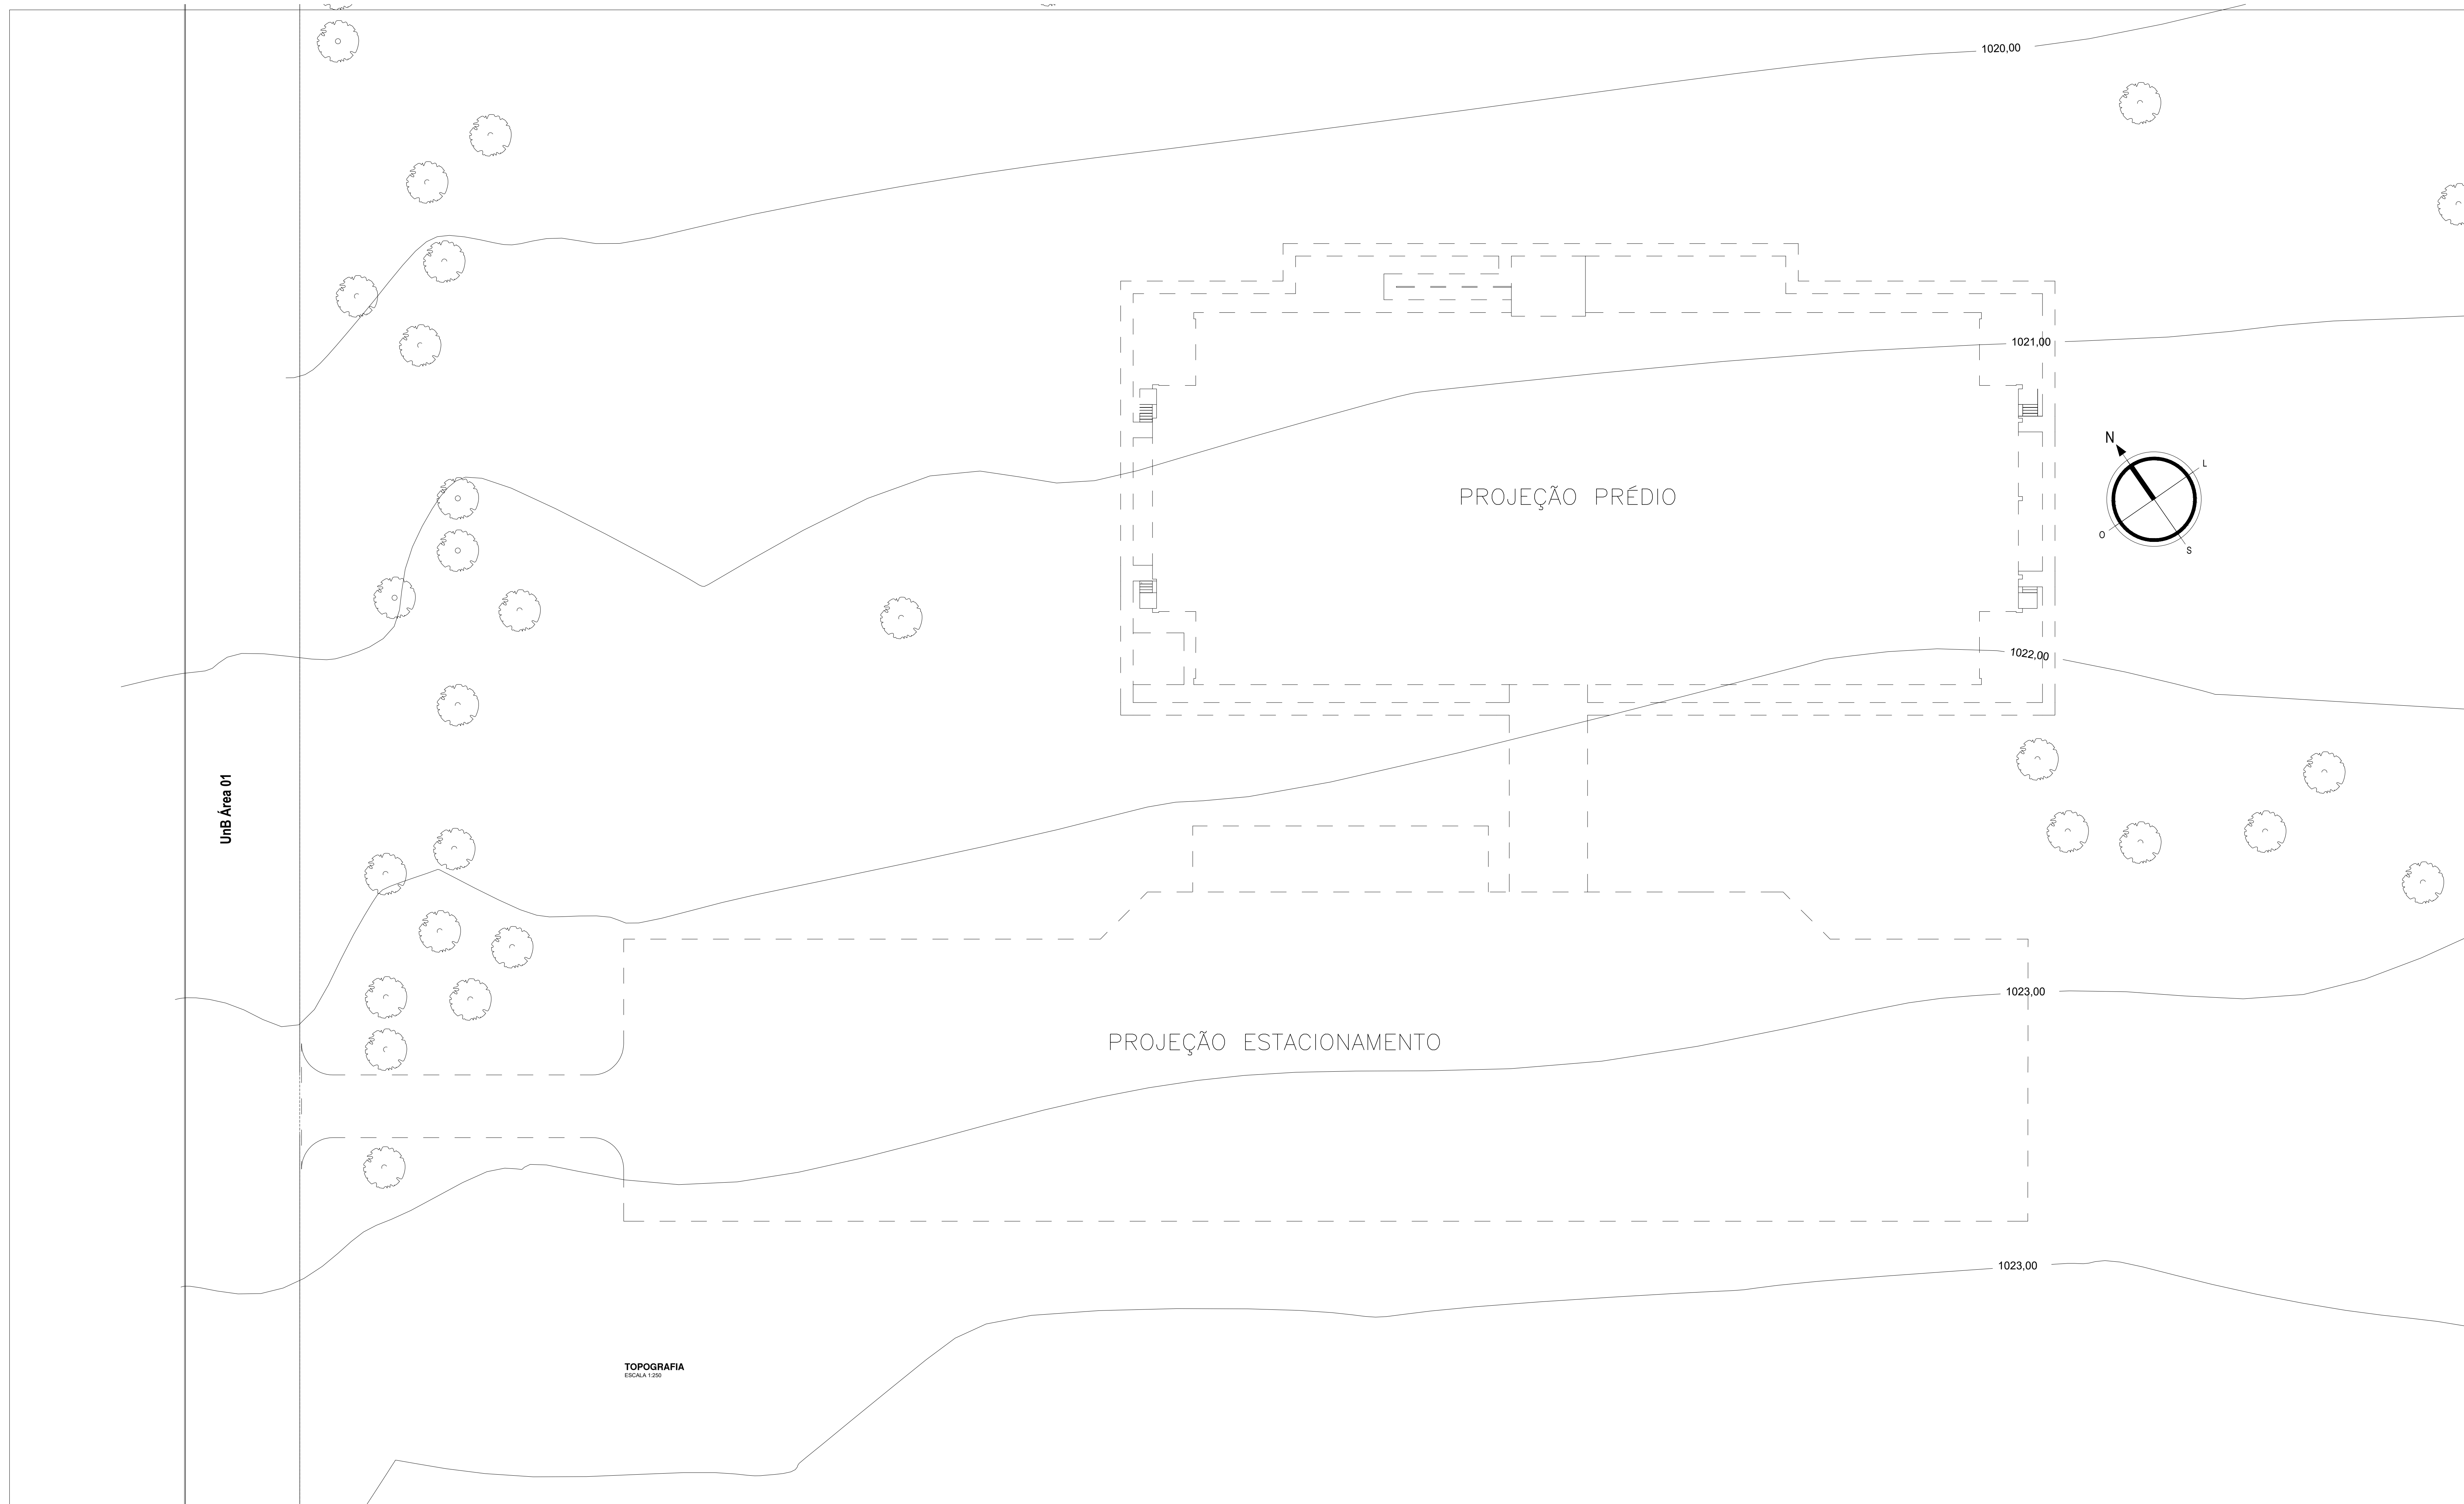 1020,00
1021,00
N
L
PROJEÇÃO PRÉDIO
O
S
1022,00
UnB Área 01
1023,00
PROJEÇÃO ESTACIONAMENTO
1023,00
TOPOGRAFIA
ESCALA 1:250